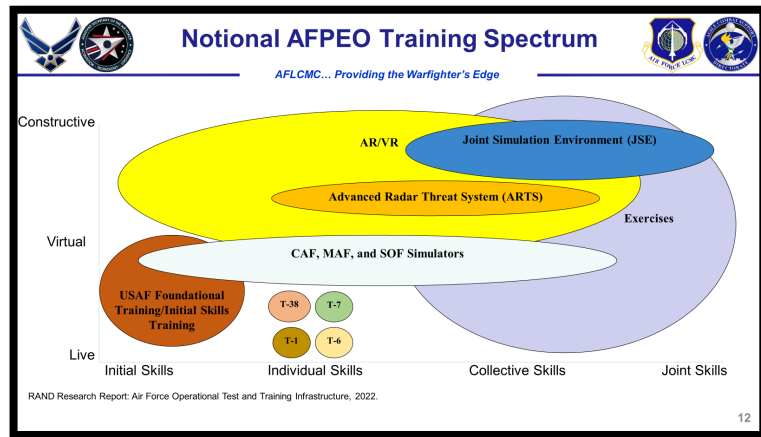 Notional AFPEO Training Spectrum
AFLCMC… Providing the Warfighter's Edge
AIR FORCE LCMC
Constructive
AR/VR
Joint Simulation Environment (JSE)
Advanced Radar Threat System (ARTS)
Exercises
Virtual
CAF, MAF, and SOF Simulators
USAF Foundational
Training/Initial Skills
Training
T-38
T-7
T-1
T-6
Live
Initial Skills
Individual Skills
Collective Skills
Joint Skills
RAND Research Report: Air Force Operational Test and Training Infrastructure, 2022.
12